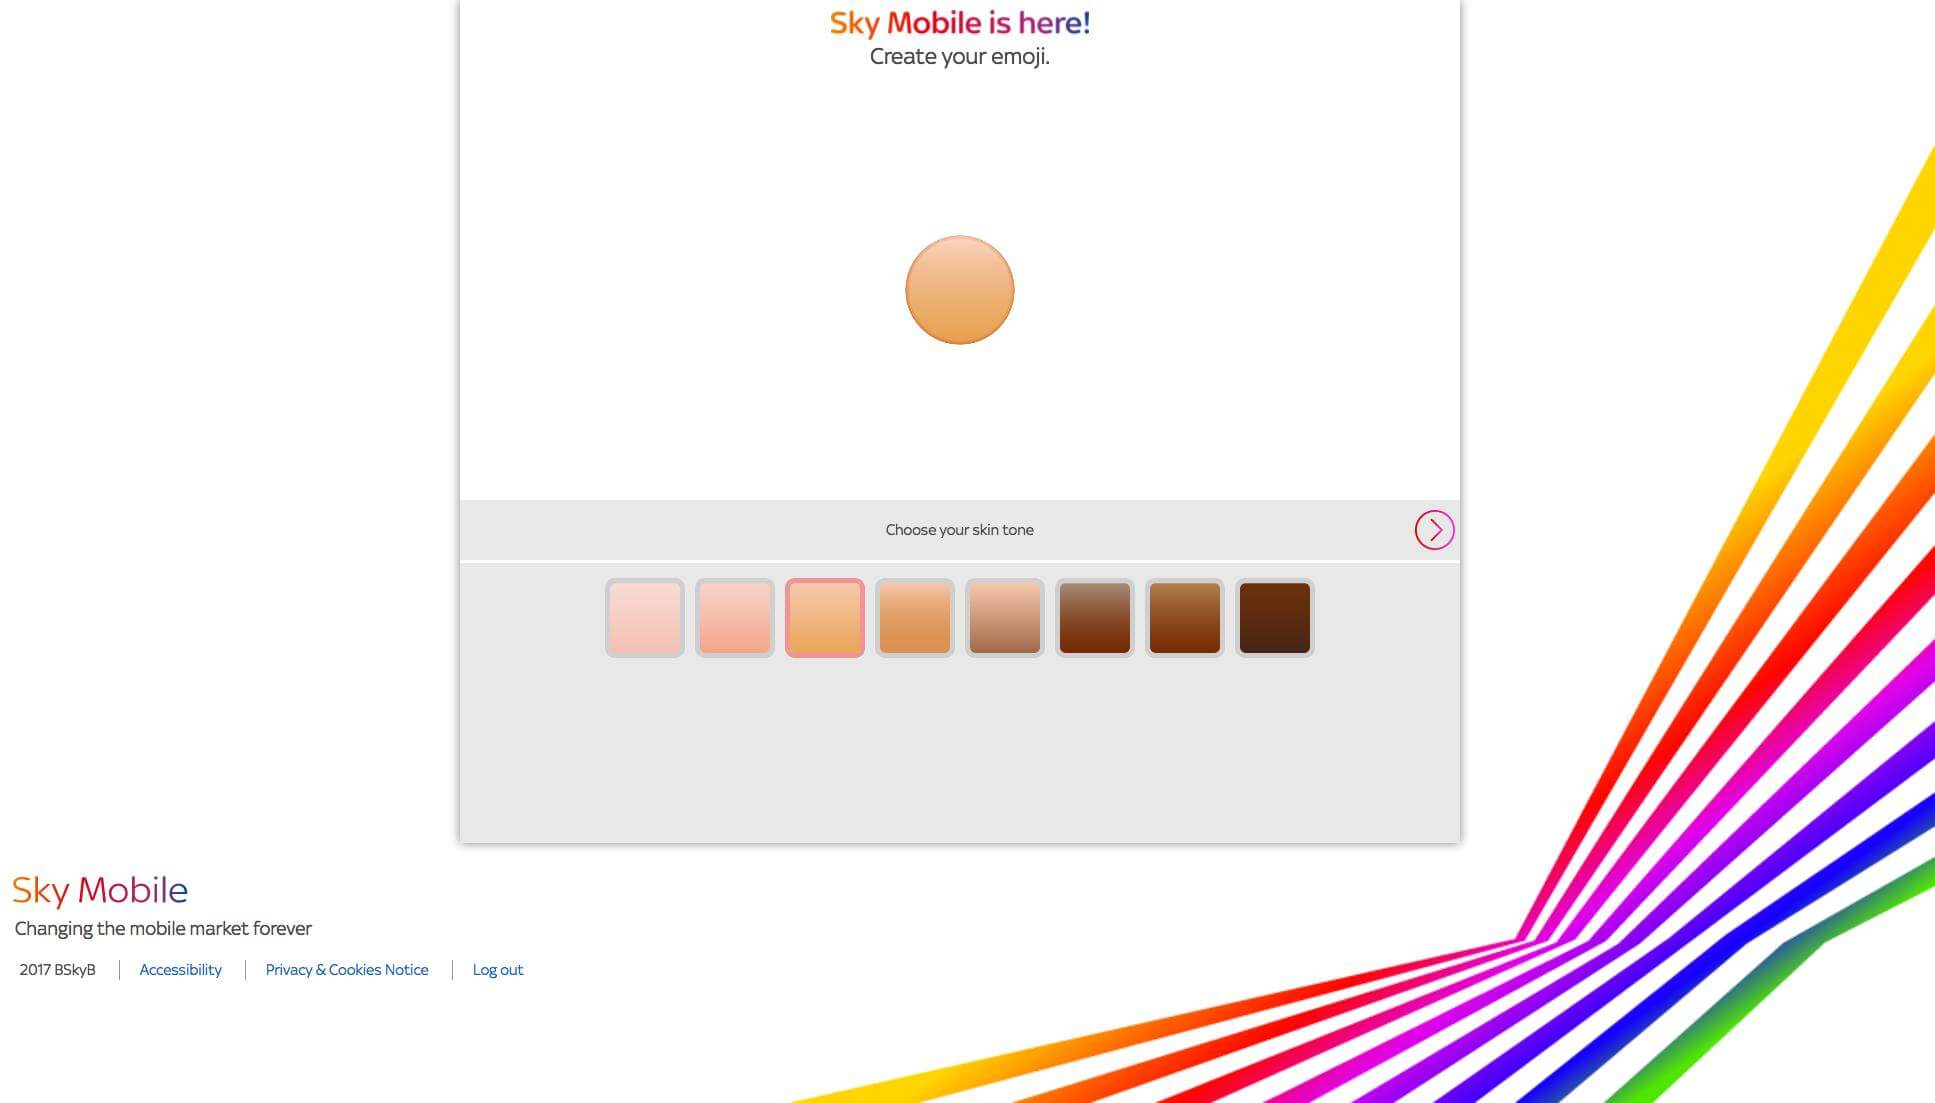 Sky Mobile is here!
Create your emoji.
Choose your skin tone
Sky Mobile
Changing the mobile market forever
2017 BSkyB Accessibility Privacy & Cookies Notice Log out